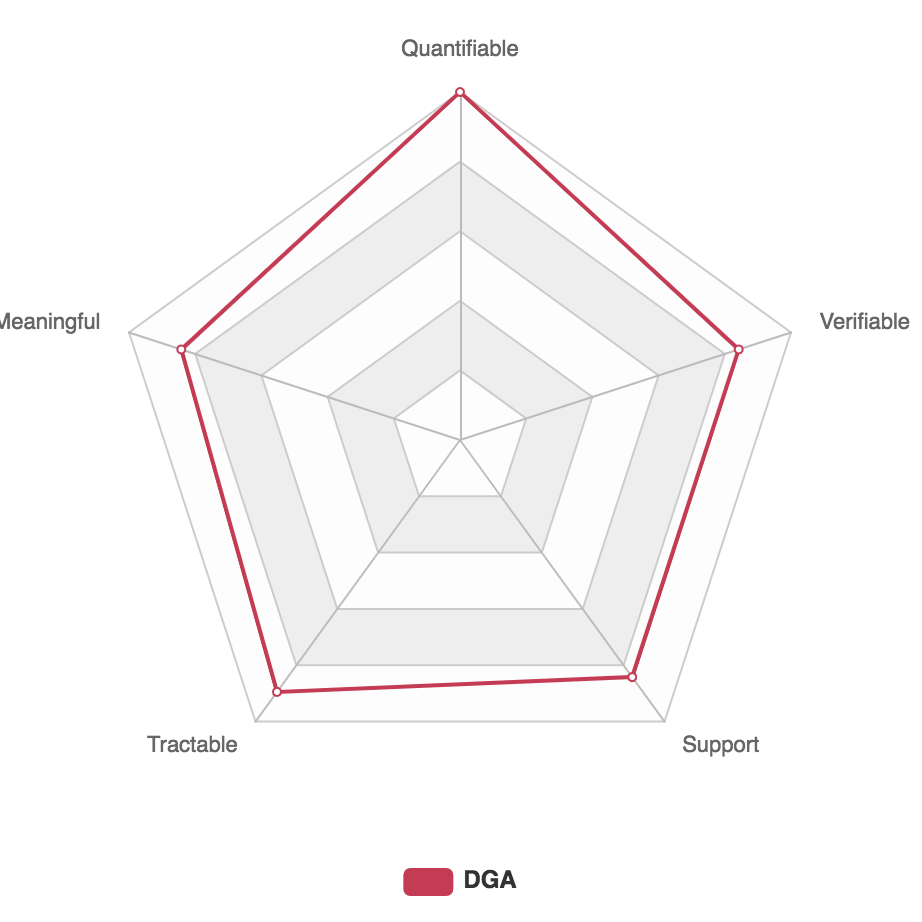 Quantifiable
Meaningful
Verifiable
Tractable
Support
DGA